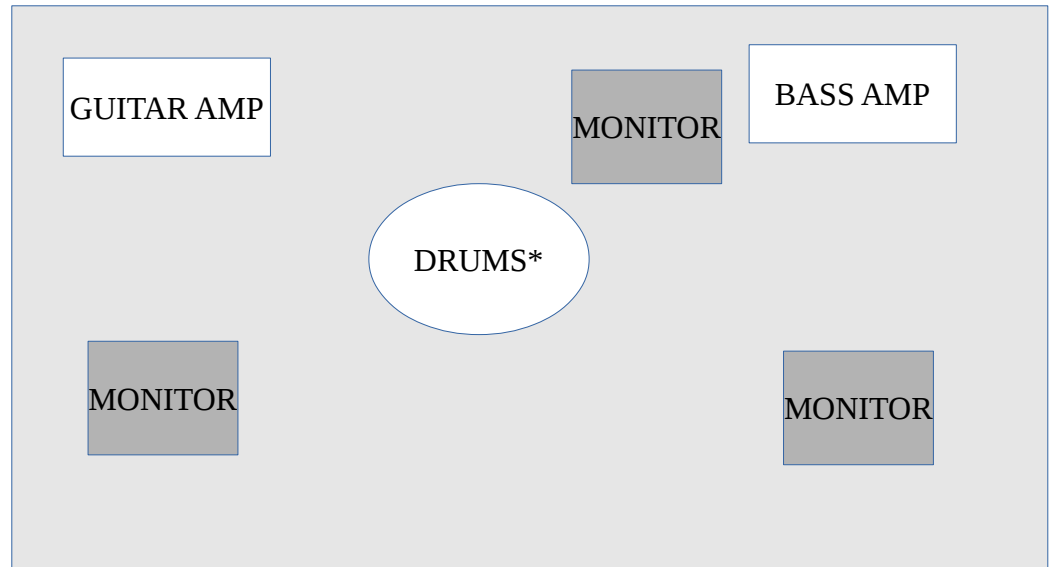 GUITAR AMP
MONITOR
BASS AMP
DRUMS*
MONITOR
MONITOR